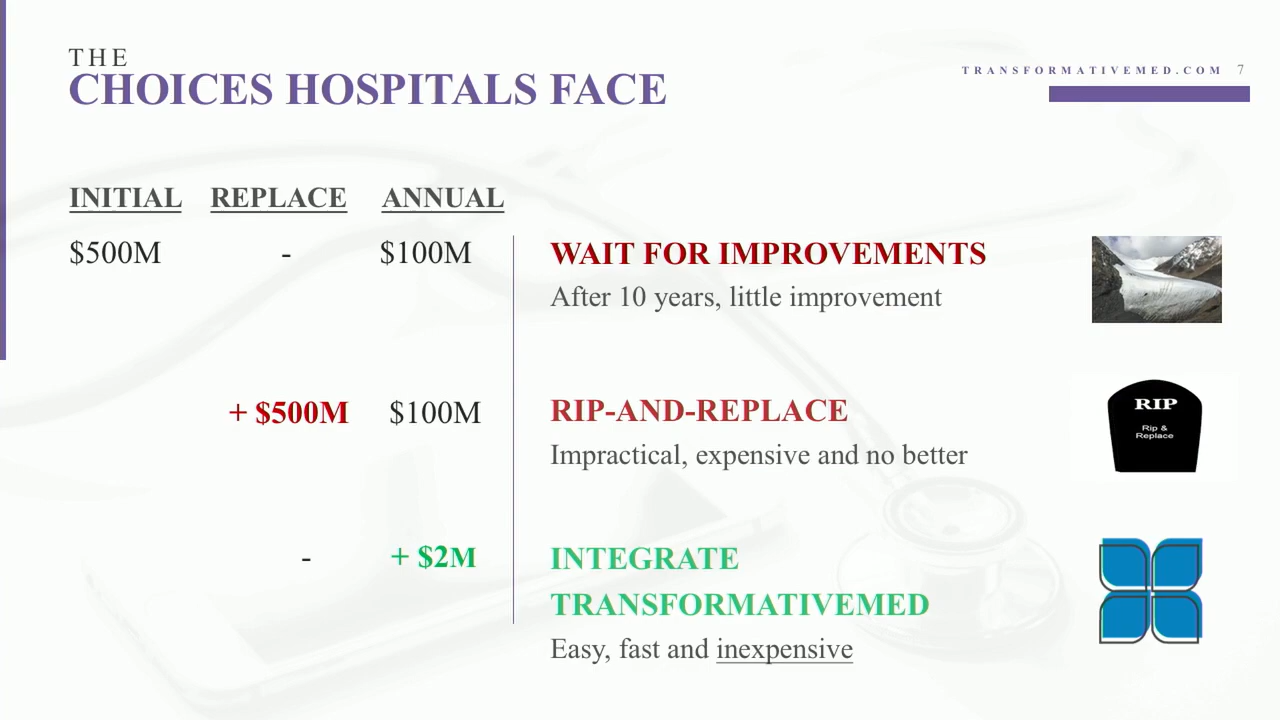 THE
CHOICES HOSPITALS FACE
TRANSFORMATIVEMED.COM 7
INITIAL REPLACE ANNUAL
$500M - $100M
WAIT FOR IMPROVEMENTS
After 10 years, little improvement
+ $500M $100M
RIP-AND-REPLACE
Impractical, expensive and no better
RIP
Rip &
Replace
- + $2M
INTEGRATE
TRANSFORMATIVEMED
Easy, fast and inexpensive